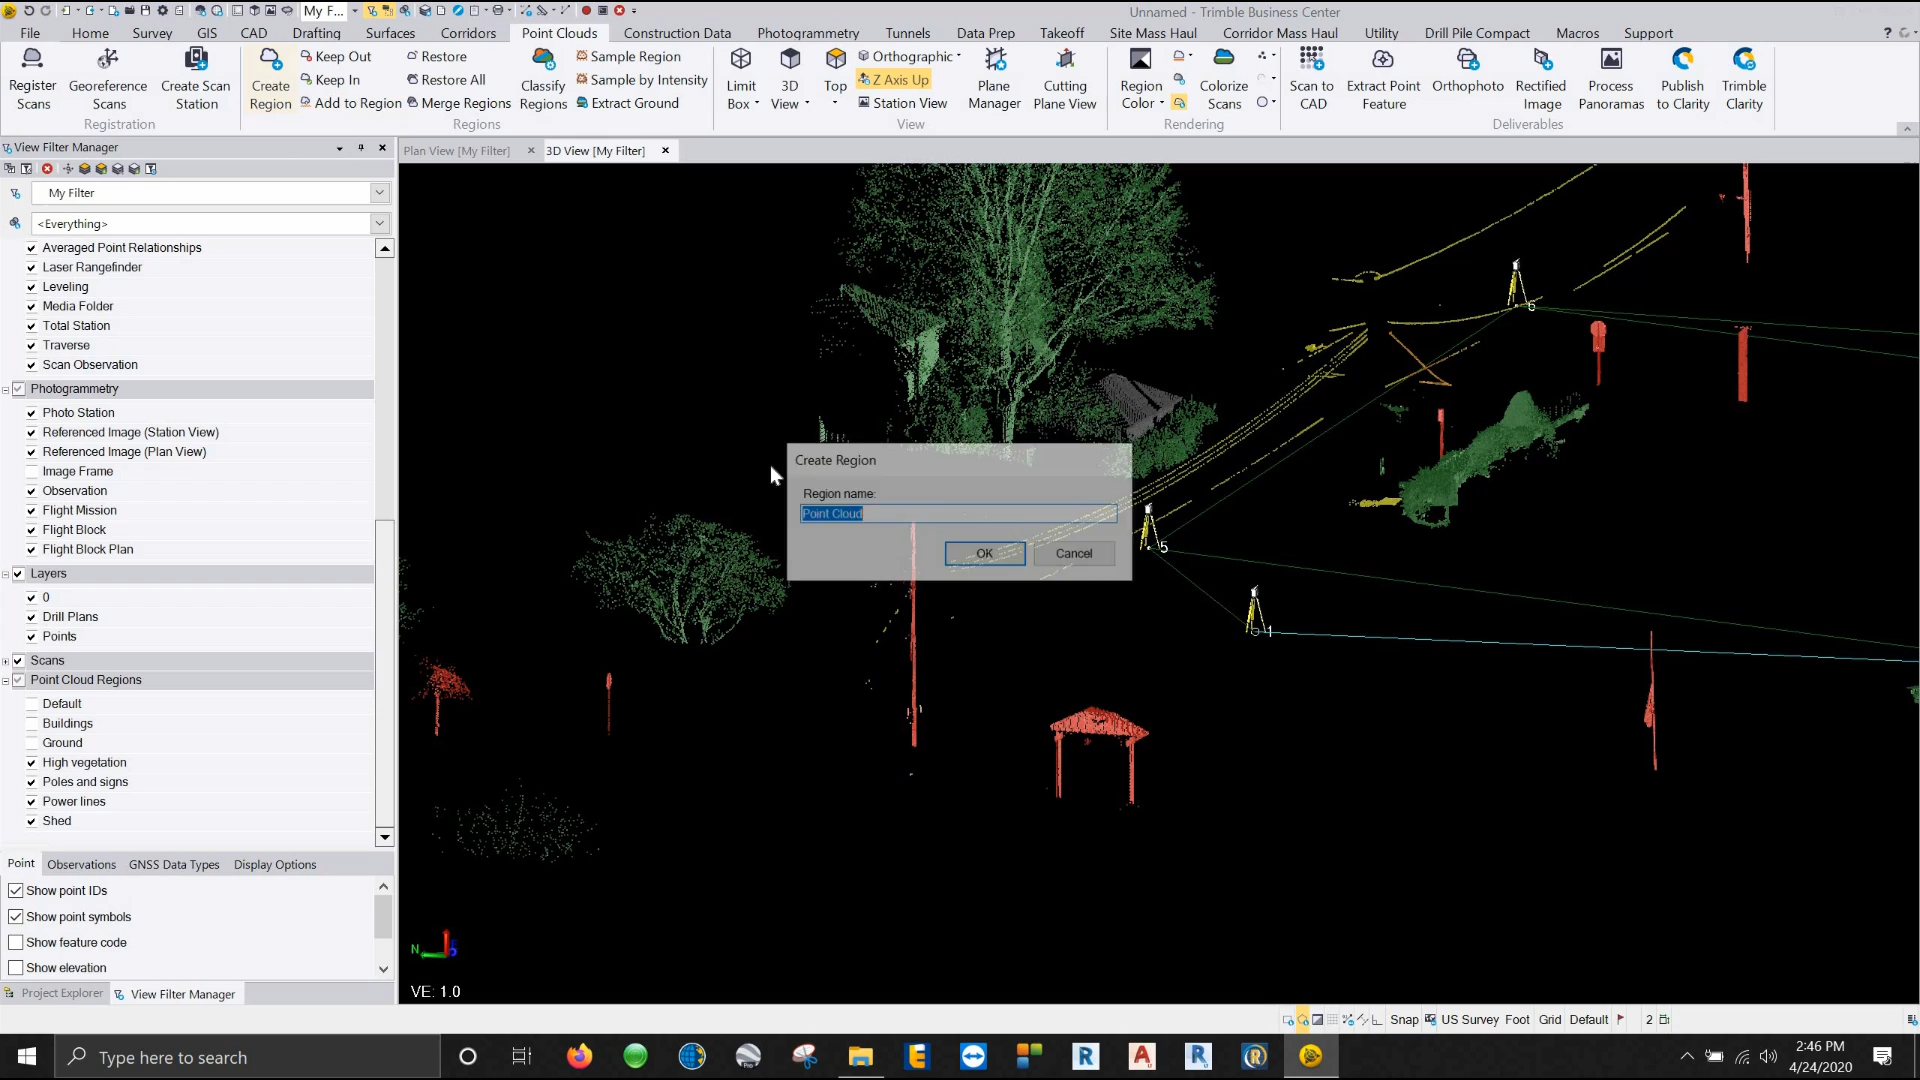 My F... Unnamed - Trimble Business Center
File Home Survey GIS CAD Drafting Surfaces Corridors Point Clouds Construction Data Photogrammetry Tunnels Data Prep Takeoff Site Mass Haul Corridor Mass Haul Utility Drill Pile Compact Macros Support
Register Scans
Georeference Scans
Create Scan Station
Registration
Create Region
Keep Out
Keep In
Add to Region
Restore
Restore All
Merge Regions
Classify Regions
Sample Region
Sample by Intensity
Extract Ground
Regions
Limit Box
3D View
Top
Orthographic
Z Axis Up
Station View
Plane Manager
Cutting Plane View
View
Region Color
Colorize Scans
Rendering
Scan to CAD
Extract Point Feature
Orthophoto
Rectified Image
Process Panoramas
Publish to Clarity
Trimble Clarity
Deliverables
View Filter Manager
Plan View [My Filter]
3D View [My Filter]
My Filter
<Everything>
Averaged Point Relationships
Laser Rangefinder
Leveling
Media Folder
Total Station
Traverse
Scan Observation
Photogrammetry
Photo Station
Referenced Image (Station View)
Referenced Image (Plan View)
Image Frame
Observation
Flight Mission
Flight Block
Flight Block Plan
Layers
0
Drill Plans
Points
Scans
Point Cloud Regions
Default
Buildings
Ground
High vegetation
Poles and signs
Power lines
Shed
Point Observations GNSS Data Types Display Options
Show point IDs
Show point symbols
Show feature code
Show elevation
Project Explorer View Filter Manager
6
5
1
Create Region
Region name:
Point Cloud
OK Cancel
N
VE: 1.0
Snap US Survey Foot Grid Default 2
Type here to search
2:46 PM
4/24/2020